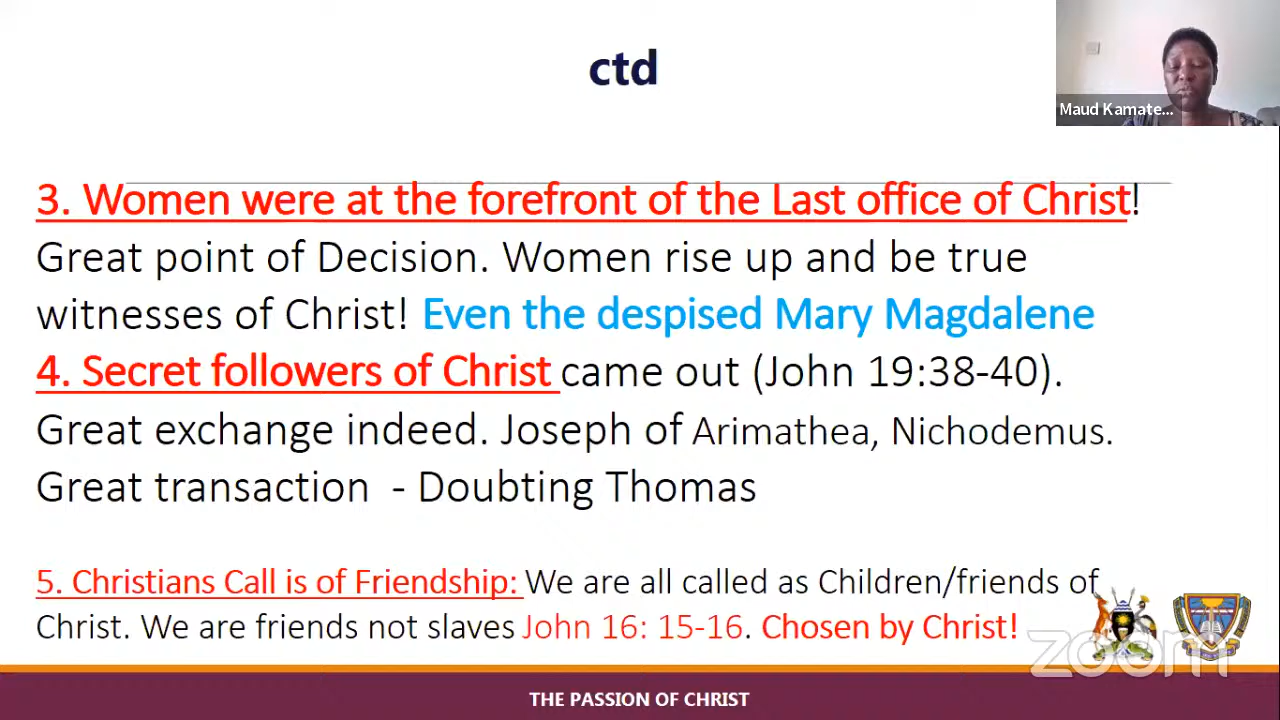 ctd
Maud Kamate...
3. Women were at the forefront of the Last office of Christ!
Great point of Decision. Women rise up and be true
witnesses of Christ! Even the despised Mary Magdalene
4. Secret followers of Christ came out (John 19:38-40).
Great exchange indeed. Joseph of Arimathea, Nichodemus.
Great transaction - Doubting Thomas
5. Christians Call is of Friendship: We are all called as Children/friends of
Christ. We are friends not slaves John 16: 15-16. Chosen by Christ!
zoom
THE PASSION OF CHRIST